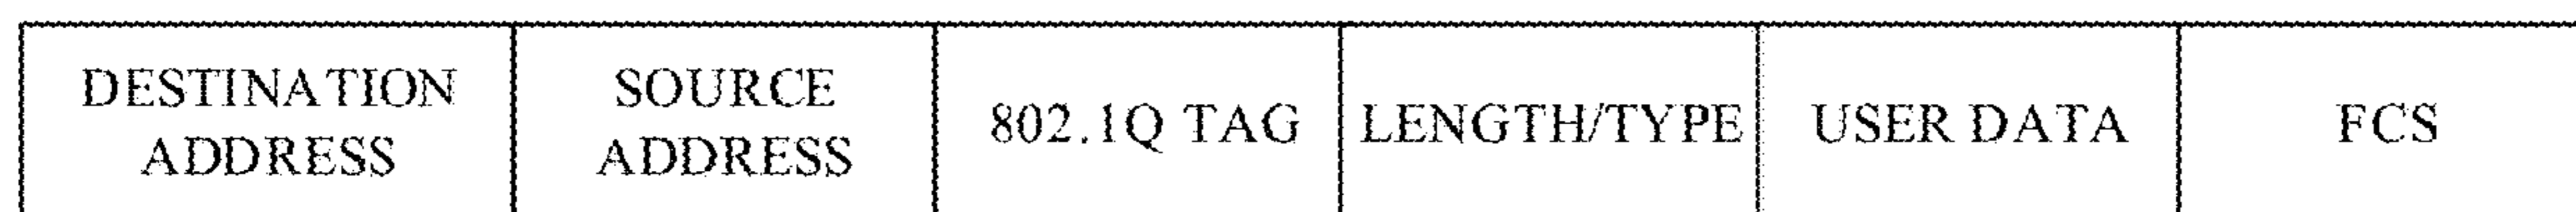 DESTINATION
ADDRESS
SOURCE
ADDRESS
802.1Q TAG
LENGTH/TYPE
USER DATA
FCS